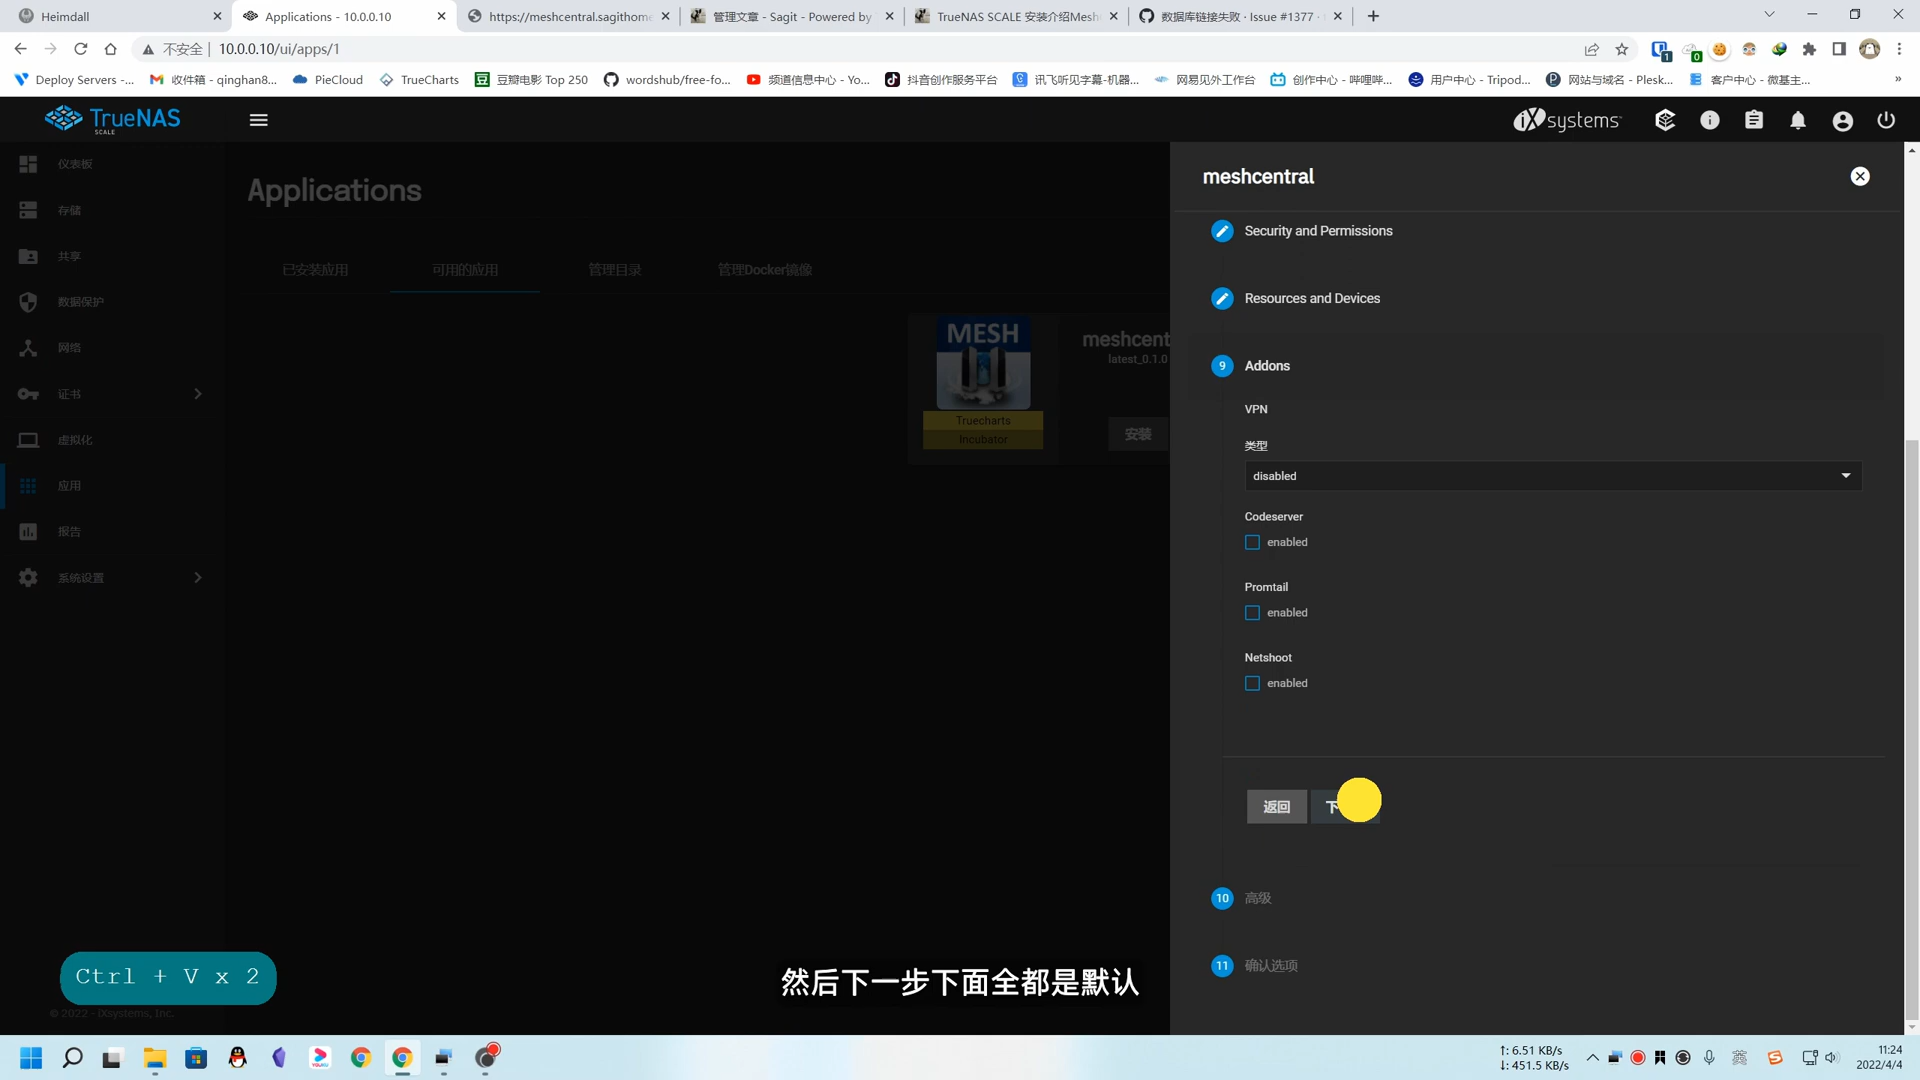 Heimdall
Applications - 10.0.0.10
https://meshcentral.sagithome
管理文章 - Sagit - Powered by
TrueNAS SCALE 安装介绍Mesh
数据库链接失败 · Issue #1377 ·
不安全
10.0.0.10/ui/apps/1
1
0
Deploy Servers -...
收件箱 - qinghan8...
PieCloud
TrueCharts
豆瓣电影 Top 250
wordshub/free-fo...
频道信息中心 - Yo...
抖音创作服务平台
讯飞听见字幕-机器...
网易见外工作台
创作中心 - 哔哩哔...
用户中心 - Tripod...
网站与域名 - Plesk...
客户中心 - 微基主...
»
TrueNAS
SCALE
iXsystems
仪表板
存储
共享
数据保护
网络
证书
虚拟化
应用
报告
系统设置
Applications
已安装应用
可用的应用
管理目录
管理Docker镜像
MESH
Truecharts
Incubator
meshcent
latest_0.1.0
安装
meshcentral
Security and Permissions
Resources and Devices
9 Addons
VPN
类型
disabled
Codeserver
enabled
Promtail
enabled
Netshoot
enabled
返回
下
10 高级
11 确认选项
Ctrl + V x 2
© 2022 - iXsystems, Inc.
然后下一步下面全都是默认
YOUKU
↑: 6.51 KB/s
↓: 451.5 KB/s
英
11:24
2022/4/4